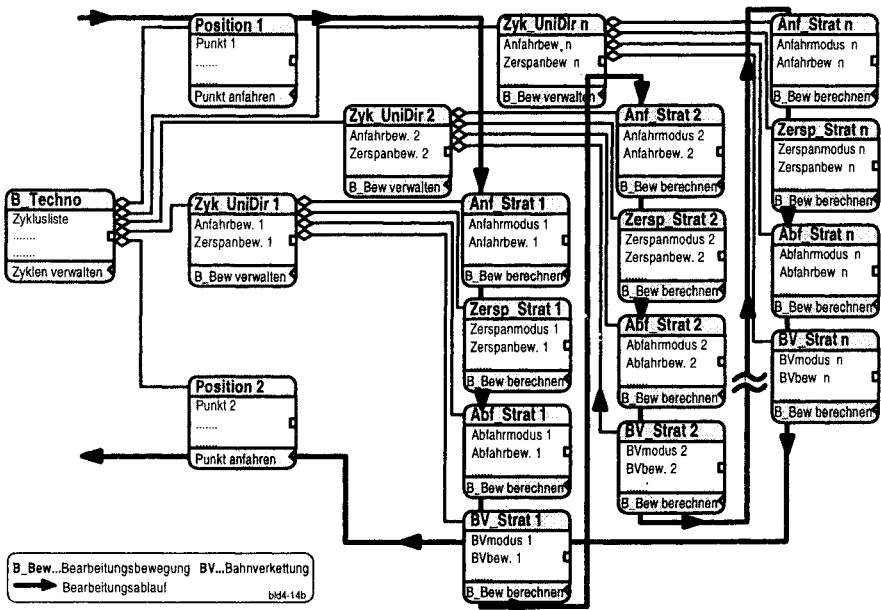 Position 1
Punkt 1
.......
......
Punkt anfahren
Zyk_UniDir n
Anfahrbew. n
Zerspanbew n
......
B_Bew verwalten
Anf_Strat n
Anfahrmodus n
Anfahrbew n
......
B_Bew berechnen
Zyk_UniDir 2
Anfahrbew. 2
Zerspanbew. 2
......
B_Bew verwalten
Anf_Strat 2
Anfahrmodus 2
Anfahrbew. 2
......
B_Bew berechnen
Zersp_Strat n
Zerspanmodus n
Zerspanbew n
......
B_Bew berechnen
B_Techno
Zyklusliste
.......
.......
Zyklen verwalten
Zyk_UniDir 1
Anfahrbew. 1
Zerspanbew. 1
......
B_Bew verwalten
Anf_Strat 1
Anfahrmodus 1
Anfahrbew. 1
......
B_Bew berechnen
Zersp_Strat 2
Zerspanmodus 2
Zerspanbew. 2
......
B_Bew berechnen
Abf_Strat n
Abfahrmodus n
Abfahrbew n
......
B_Bew berechnen
Zersp_Strat 1
Zerspanmodus 1
Zerspanbew. 1
......
B_Bew berechnen
Abf_Strat 2
Abfahrmodus 2
Abfahrbew. 2
......
B_Bew berechnen
BV_Strat n
BVmodus n
BVbew n
......
B_Bew berechnen
Position 2
Punkt 2
.......
......
Punkt anfahren
Abf_Strat 1
Abfahrmodus 1
Abfahrbew. 1
......
B_Bew berechnen
BV_Strat 2
BVmodus 2
BVbew. 2
......
B_Bew berechnen
BV_Strat 1
BVmodus 1
BVbew. 1
......
B_Bew berechnen
B_Bew...Bearbeitungsbewegung BV...Bahnverkettung
Bearbeitungsablauf
bld4-14b